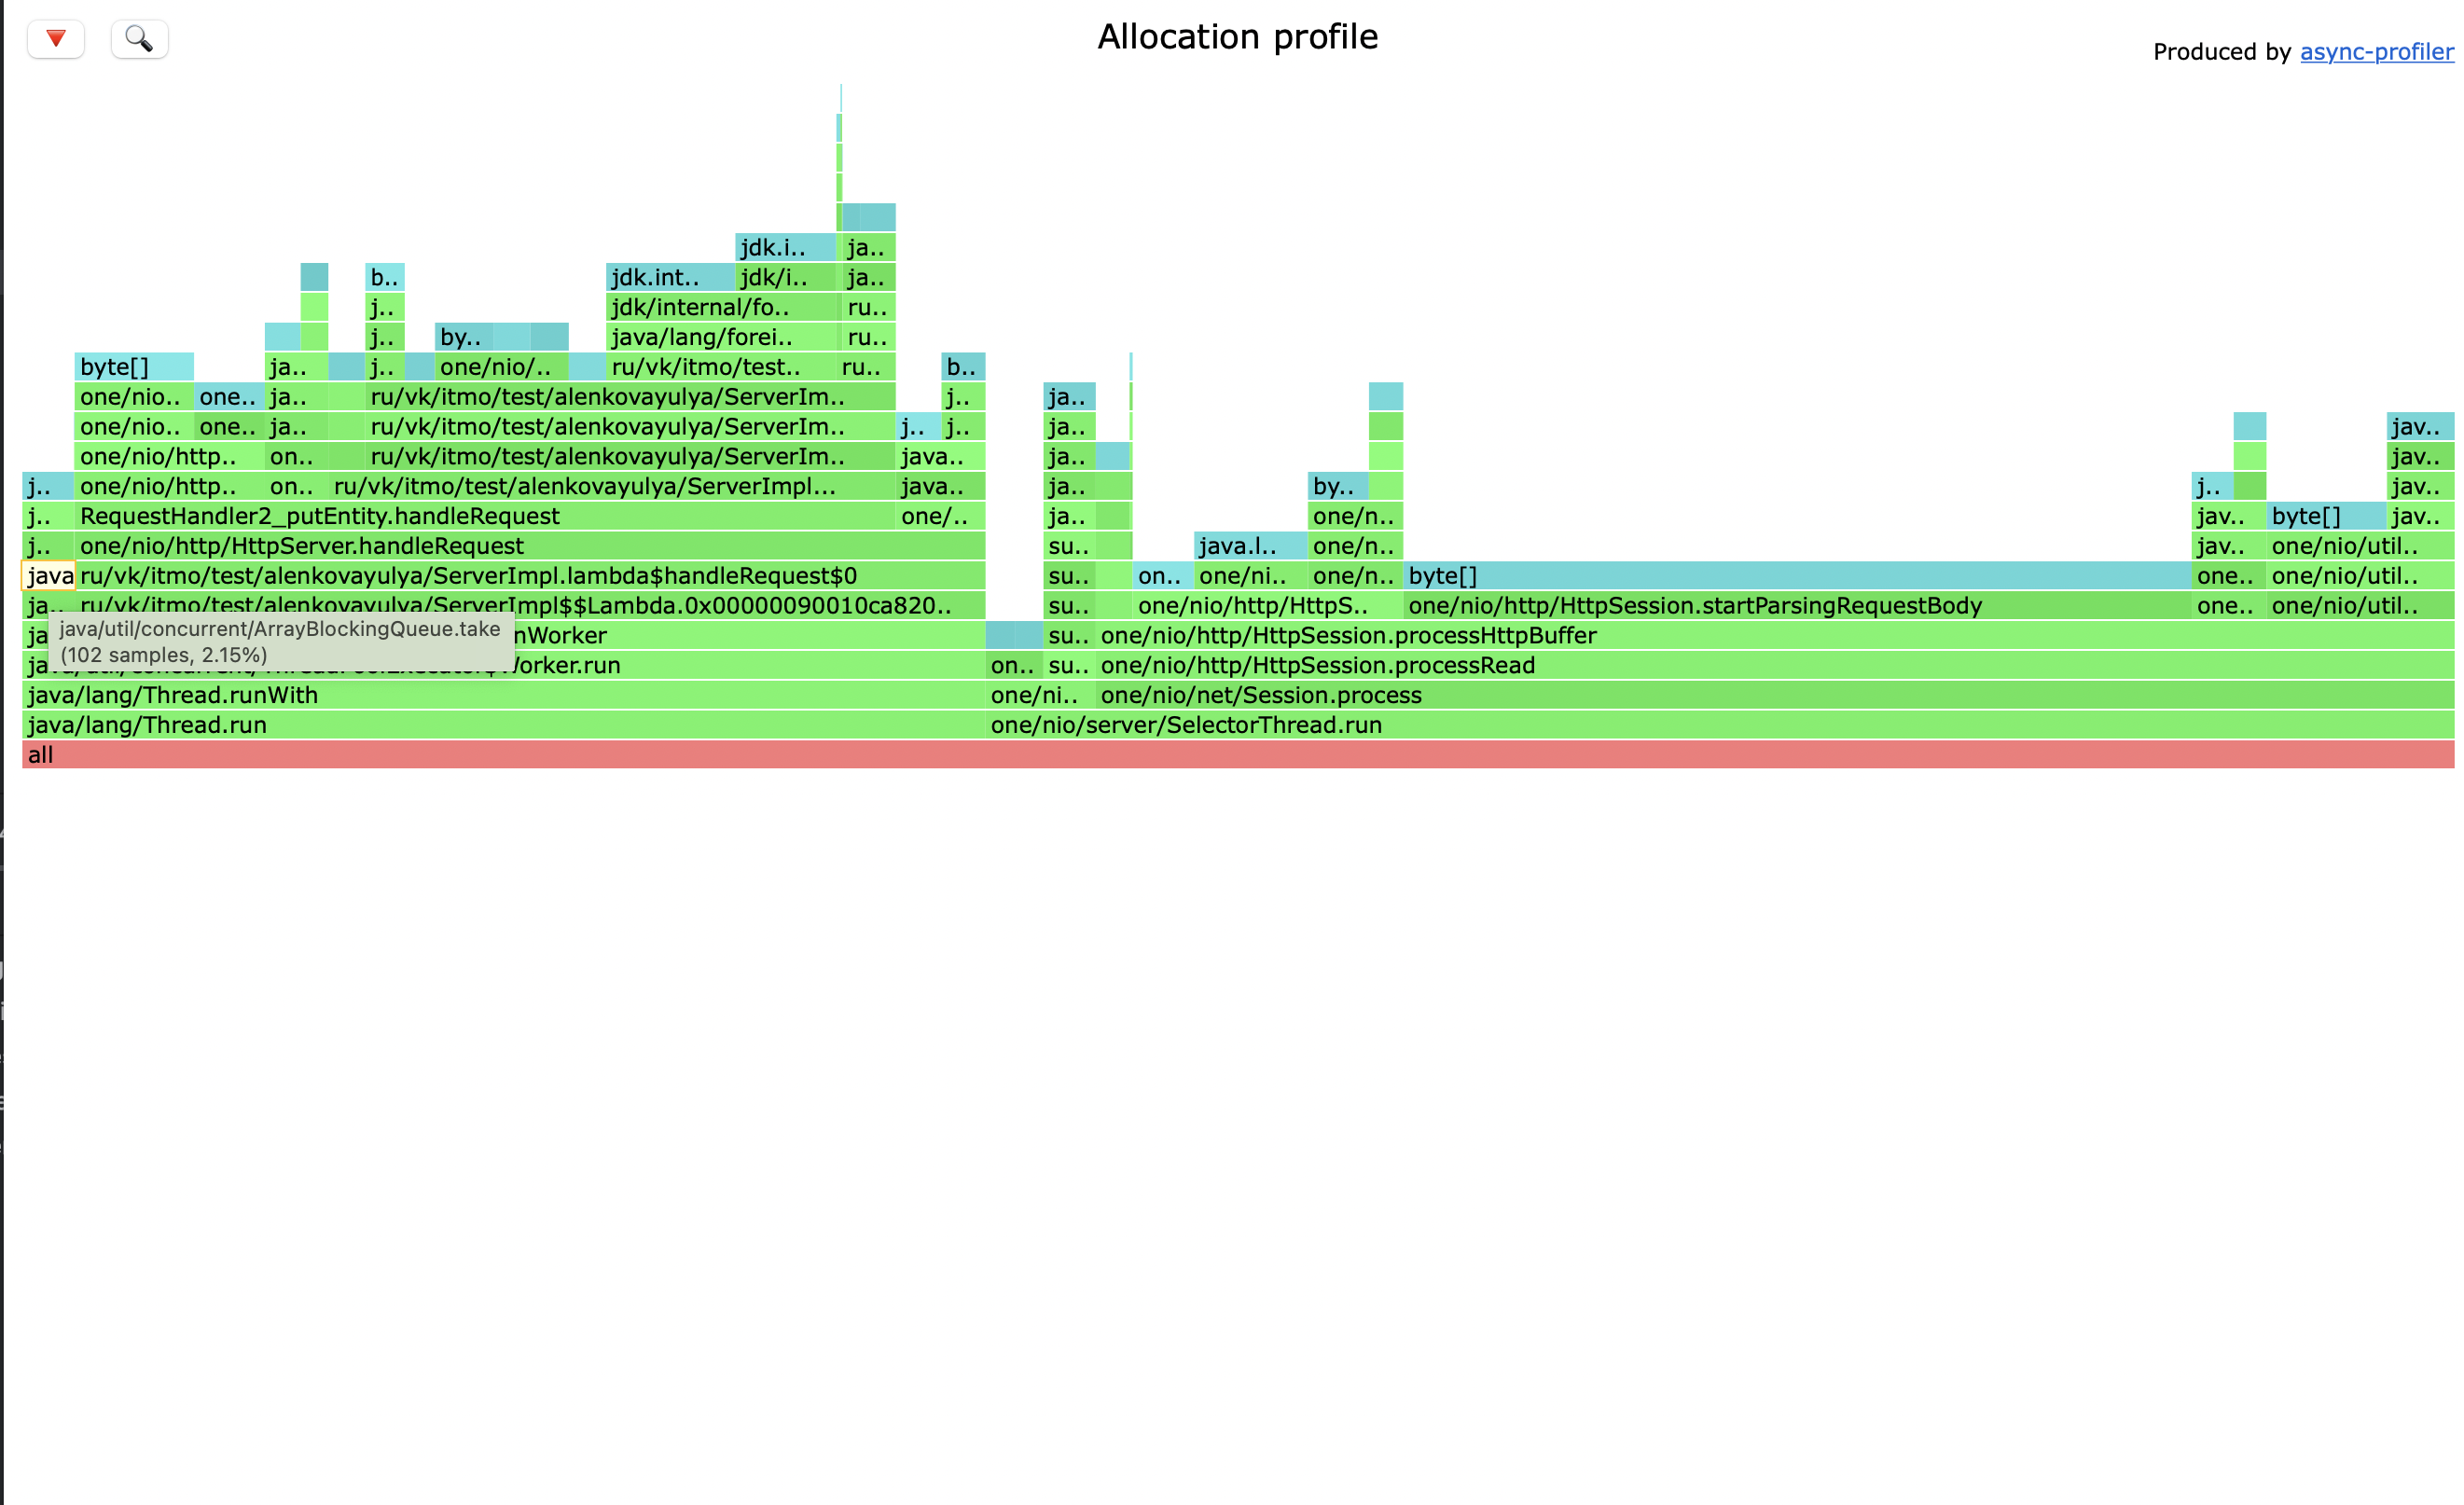 Allocation profile
Produced by async-profiler
jdk.i.. ja..
b.. jdk.int.. jdk/i.. ja..
j.. jdk/internal/fo.. ru..
j.. by.. java/lang/forei.. ru..
byte[] ja.. j.. one/nio/.. ru/vk/itmo/test.. ru.. b..
one/nio.. one.. ja.. ru/vk/itmo/test/alenkovayulya/ServerIm.. j.. ja..
one/nio.. one.. ja.. ru/vk/itmo/test/alenkovayulya/ServerIm.. j.. j.. ja.. jav..
one/nio/http.. on.. ru/vk/itmo/test/alenkovayulya/ServerIm.. java.. ja.. jav..
j.. one/nio/http.. on.. ru/vk/itmo/test/alenkovayulya/ServerImpl... java.. ja.. by.. j.. jav..
j.. RequestHandler2_putEntity.handleRequest one/.. ja.. one/n.. jav.. byte[] jav..
j.. one/nio/http/HttpServer.handleRequest su.. java.l.. one/n.. jav.. one/nio/util..
java ru/vk/itmo/test/alenkovayulya/ServerImpl.lambda$handleRequest$0 su.. on.. one/ni.. one/n.. byte[] one.. one/nio/util..
ja.. ru/vk/itmo/test/alenkovayulya/ServerImpl$$Lambda.0x00000090010ca820.. su.. one/nio/http/HttpS.. one/nio/http/HttpSession.startParsingRequestBody one.. one/nio/util..
java/util/concurrent/ArrayBlockingQueue.take
(102 samples, 2.15%)
ja nWorker su.. one/nio/http/HttpSession.processHttpBuffer
Worker.run on.. su.. one/nio/http/HttpSession.processRead
java/lang/Thread.runWith one/ni.. one/nio/net/Session.process
java/lang/Thread.run one/nio/server/SelectorThread.run
all